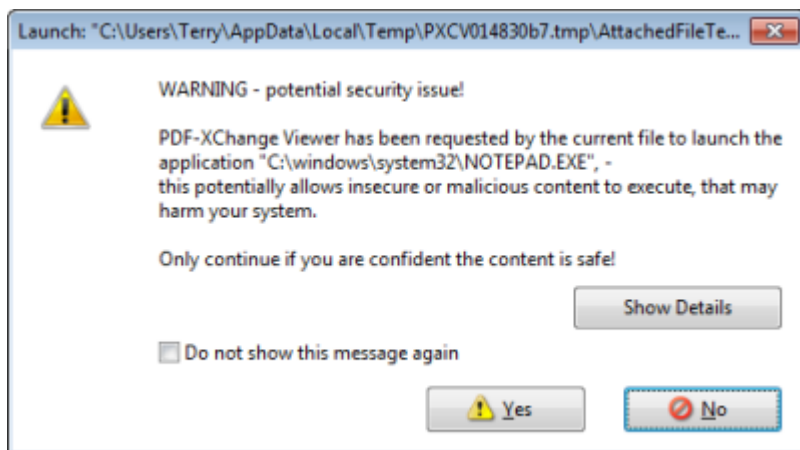 Launch: "C:\Users\Terry\AppData\Local\Temp\PXCV014830b7.tmp\AttachedFileTe...
WARNING - potential security issue!
PDF-XChange Viewer has been requested by the current file to launch the
application "C:\windows\system32\NOTEPAD.EXE", -
this potentially allows insecure or malicious content to execute, that may
harm your system.
Only continue if you are confident the content is safe!
Show Details
Do not show this message again
Yes
No